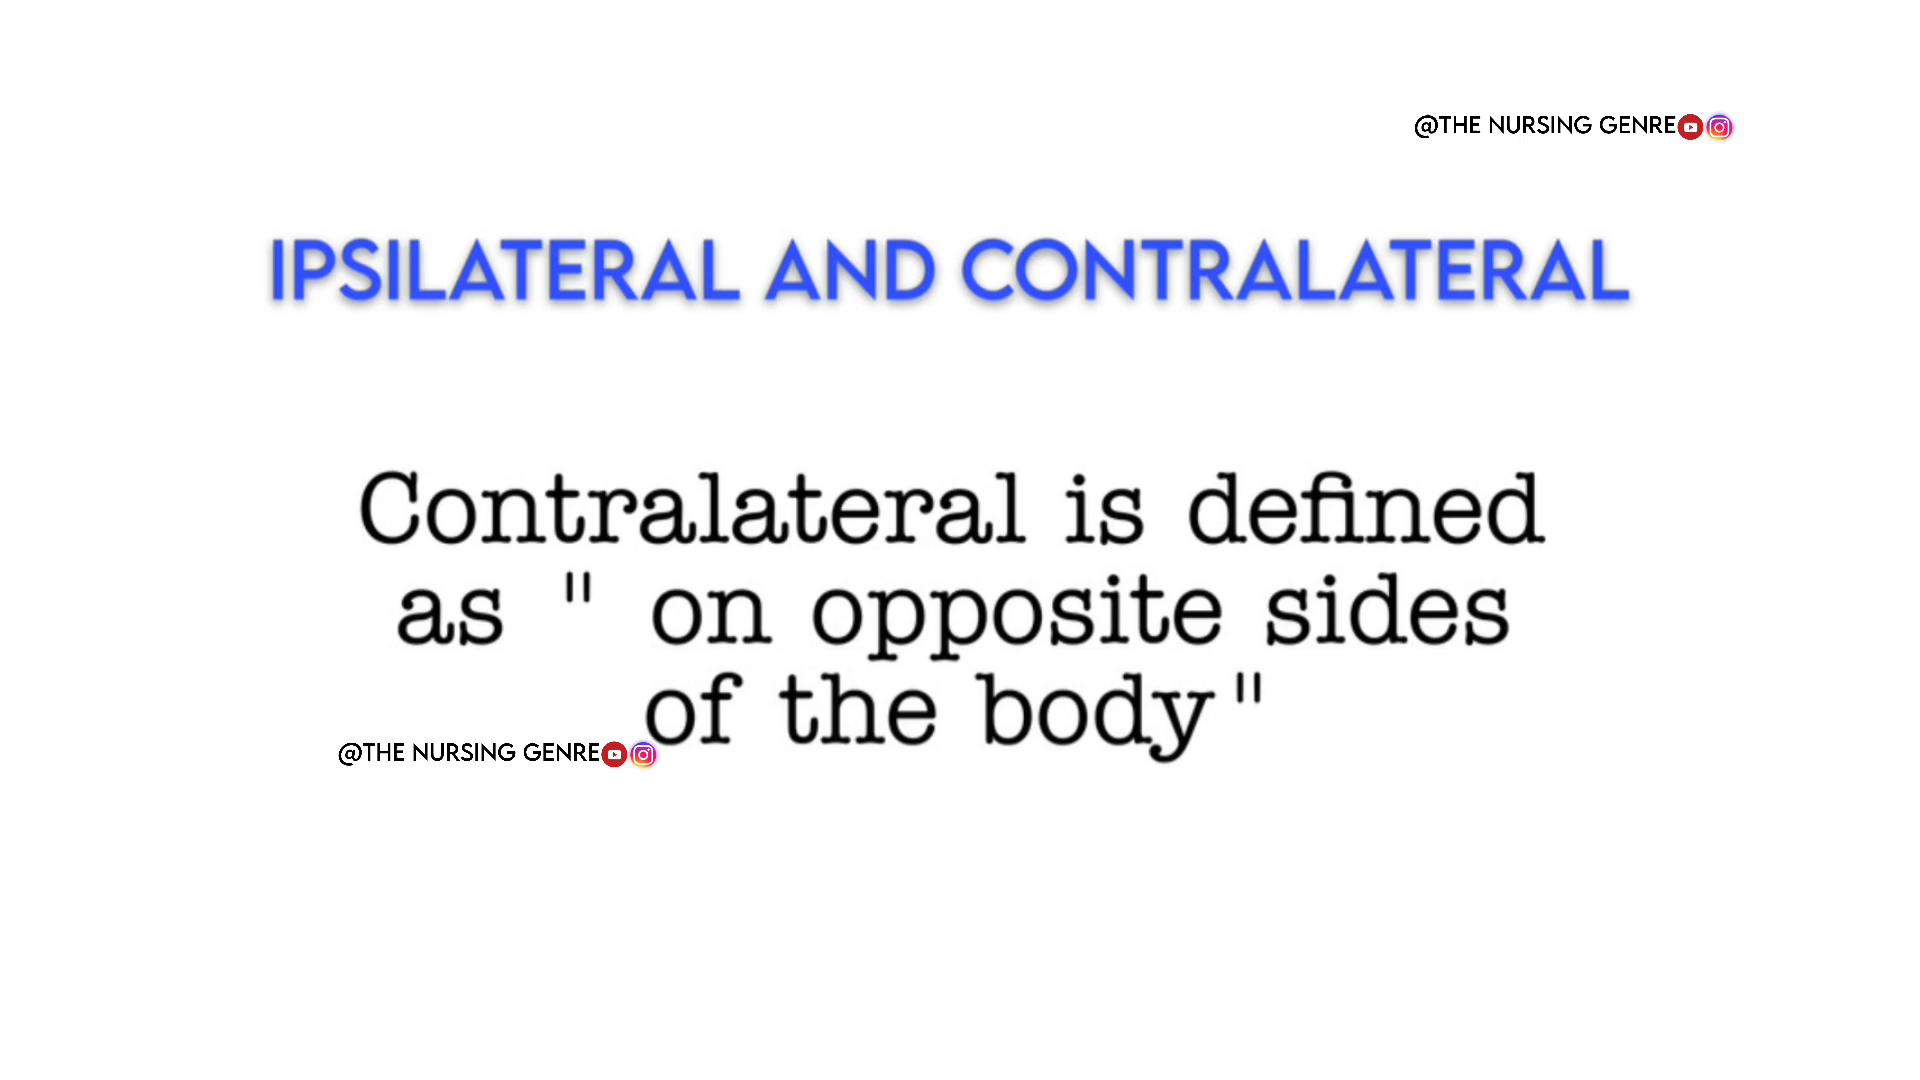 @THE NURSING GENRE
IPSILATERAL AND CONTRALATERAL
Contralateral is defined
as " on opposite sides
of the body"
@THE NURSING GENRE